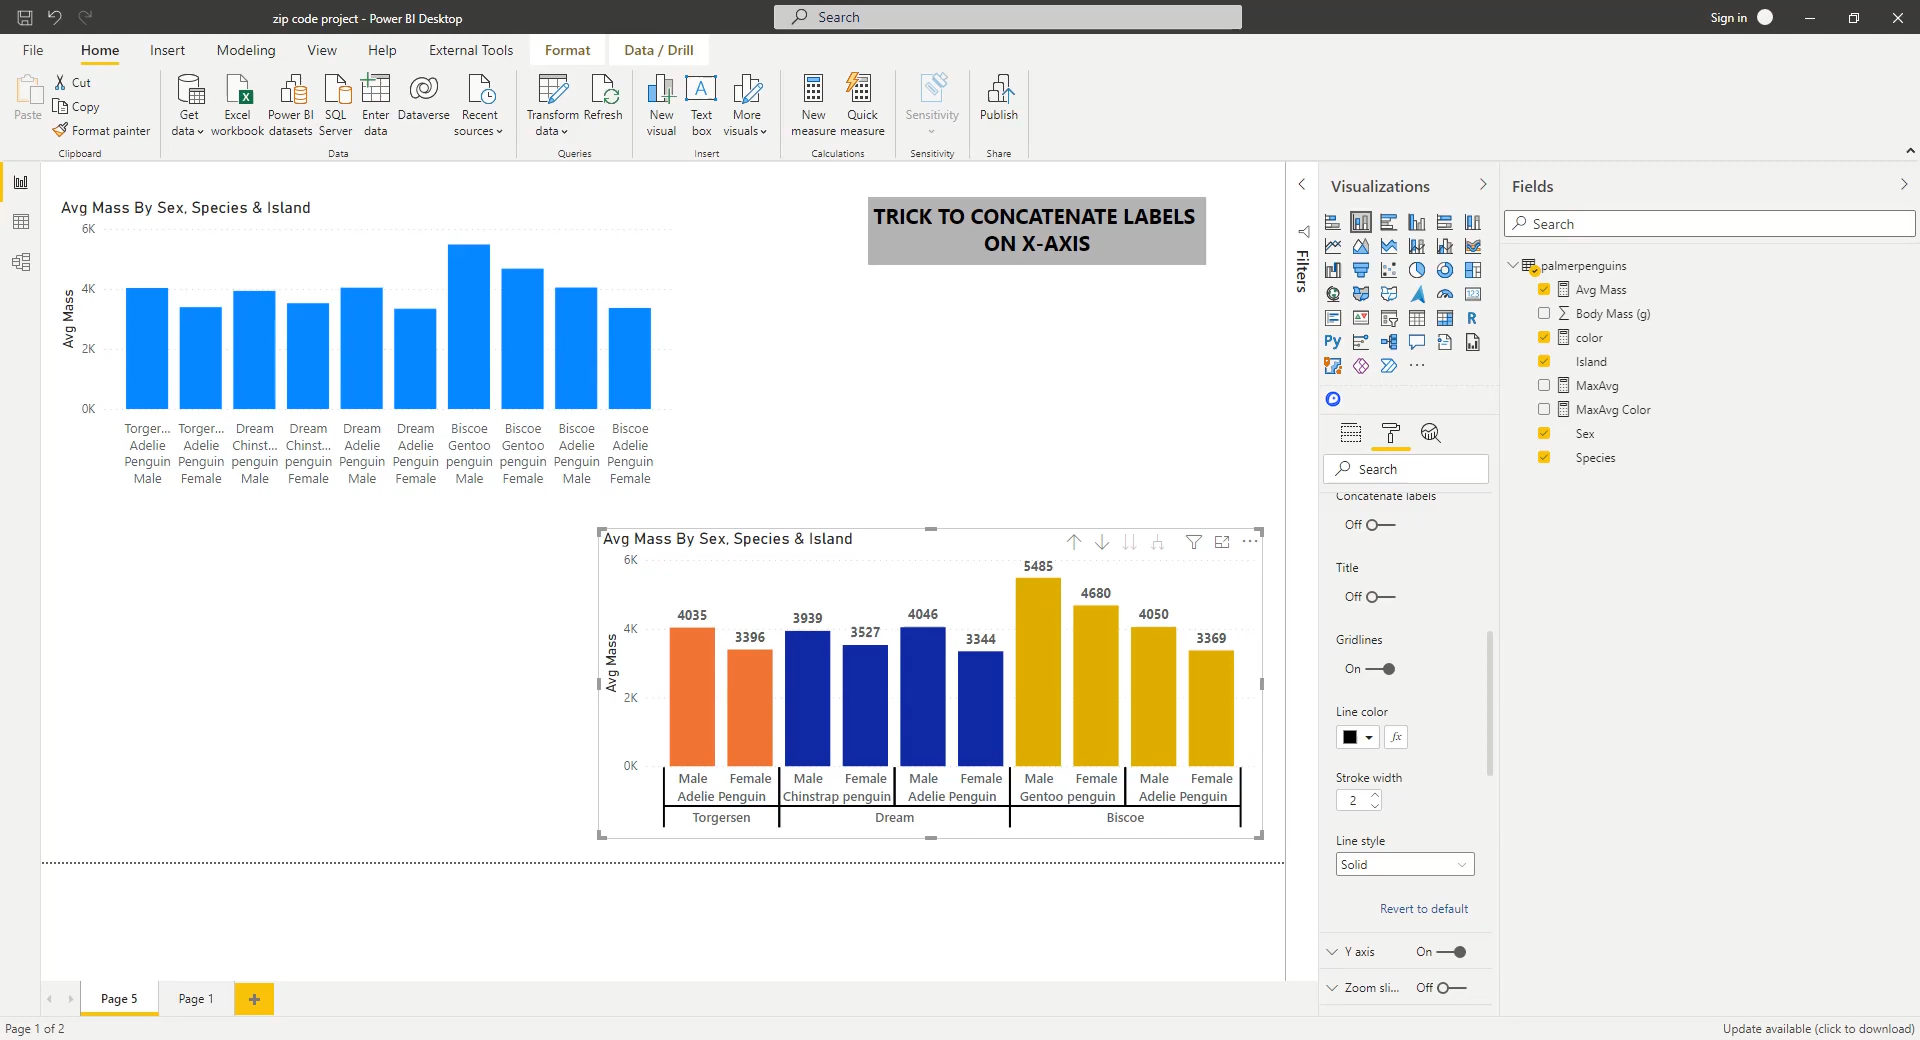 zip code project - Power BI Desktop
Search
Sign in
File
Home
Insert
Modeling
View
Help
External Tools
Format
Data / Drill
Paste
Cut
Copy
Format painter
Clipboard
Get
data
Excel
workbook
Power BI
datasets
SQL
Server
Enter
data
Dataverse
Recent
sources
Data
Transform
data
Refresh
Queries
New
visual
A
Text
box
More
visuals
Insert
New
measure
Quick
measure
Calculations
Sensitivity
Sensitivity
Publish
Share
Avg Mass By Sex, Species & Island
6K
4K
2K
0K
Avg Mass
Torger... Torger... Dream Dream Dream Dream Biscoe Biscoe Biscoe Biscoe
Adelie Adelie Chinst... Chinst... Adelie Adelie Gentoo Gentoo Adelie Adelie
Penguin Penguin penguin penguin Penguin Penguin penguin penguin Penguin Penguin
Male Female Male Female Male Female Male Female Male Female
TRICK TO CONCATENATE LABELS
ON X-AXIS
Avg Mass By Sex, Species & Island
6K
4K
2K
0K
Avg Mass
4035 3396 3939 3527 4046 3344 5485 4680 4050 3369
Male Female Male Female Male Female Male Female Male Female
Adelie Penguin Chinstrap penguin Adelie Penguin Gentoo penguin Adelie Penguin
Torgersen Dream Biscoe
Filters
Visualizations
123
R
Py
Search
Concatenate labels
Off
Title
Off
Gridlines
On
Line color
fx
Stroke width
2
Line style
Solid
Revert to default
Y axis On
Zoom sli... Off
Fields
Search
palmerpenguins
Avg Mass
Body Mass (g)
color
Island
MaxAvg
MaxAvg Color
Sex
Species
Page 5
Page 1
Page 1 of 2
Update available (click to download)